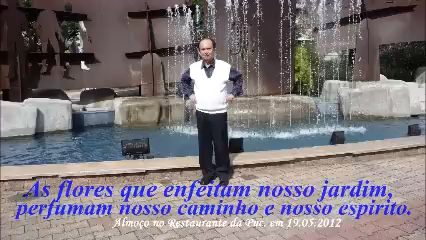 As flores que enfeitam nosso jardim,
perfumam nosso caminho e nosso espirito.
Almoço no Restaurante da Puc, em 19.05.2012